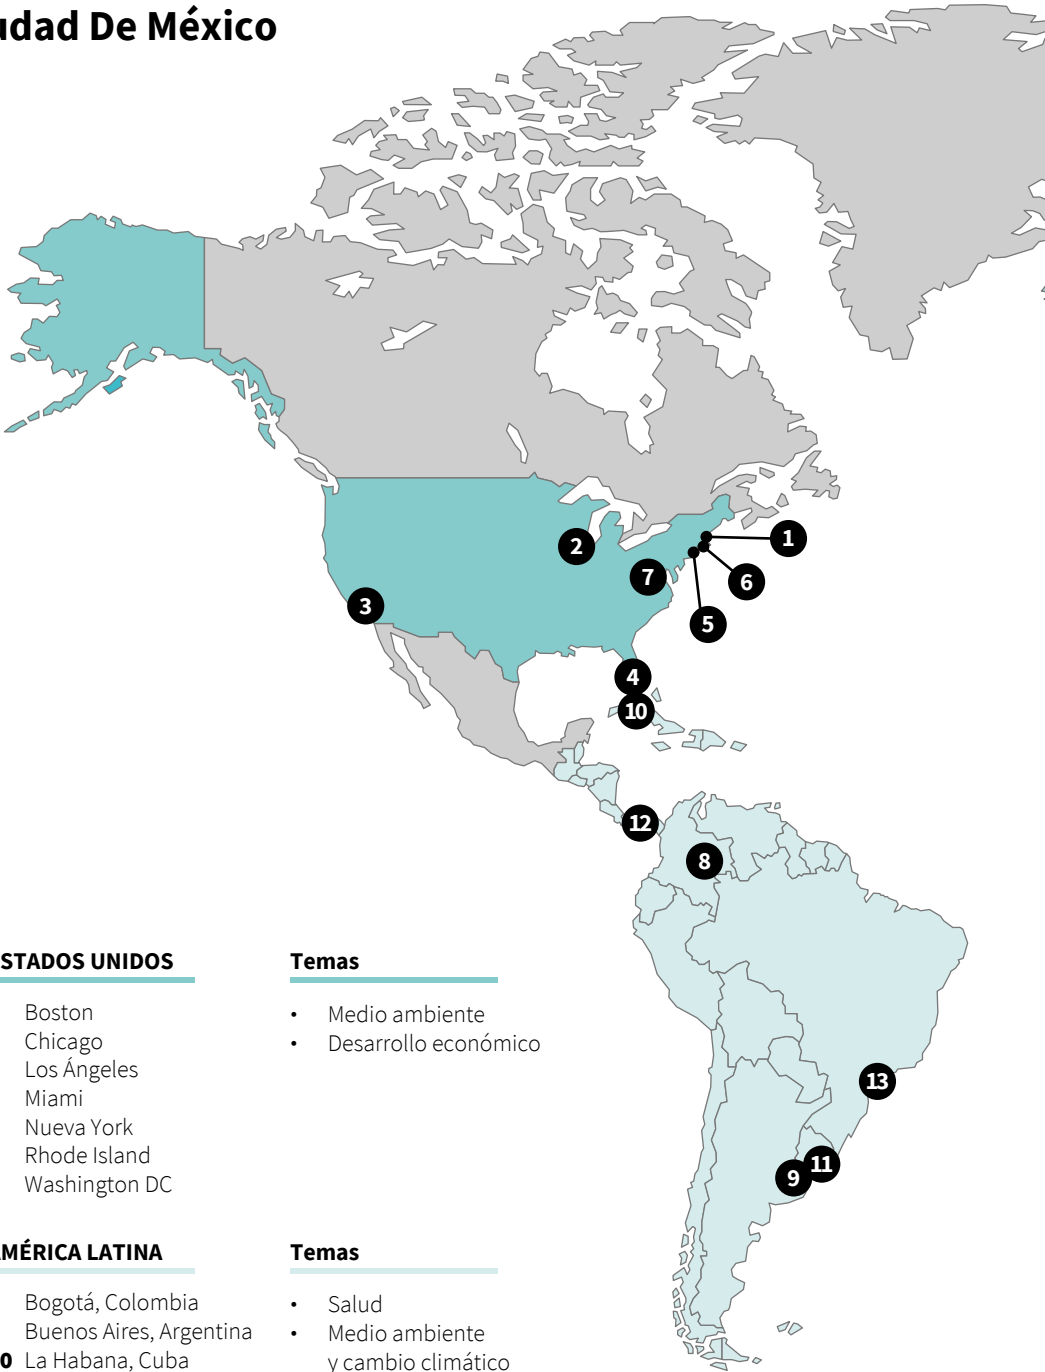 udad De México
1
2
6
7
3
5
4
10
12
8
13
11
9
STADOS UNIDOS
Boston
Chicago
Los Ángeles
Miami
Nueva York
Rhode Island
Washington DC
Temas
• Medio ambiente
• Desarrollo económico
MÉRICA LATINA
Bogotá, Colombia
Buenos Aires, Argentina
0 La Habana, Cuba
Temas
• Salud
• Medio ambiente
y cambio climático